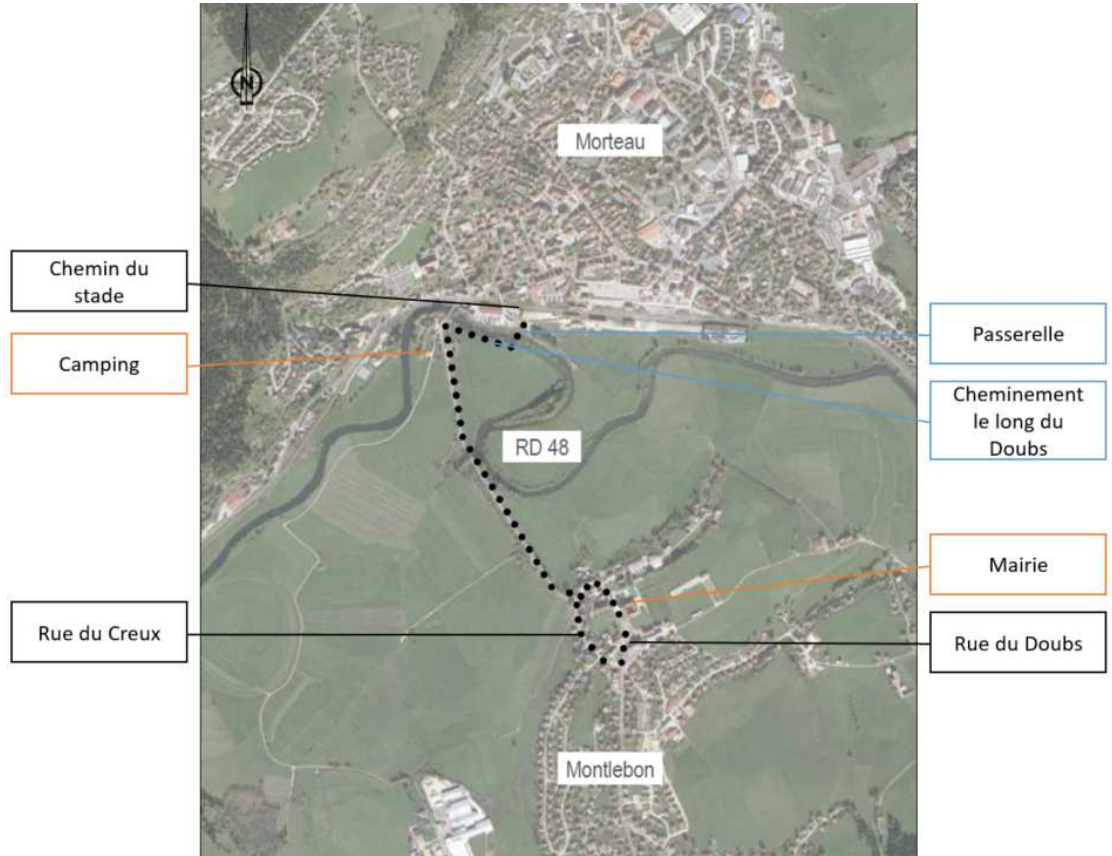 N
Morteau
Chemin du
stade
Camping
Passerelle
Cheminement
le long du
Doubs
RD 48
Mairie
Rue du Creux
Rue du Doubs
Montlebon